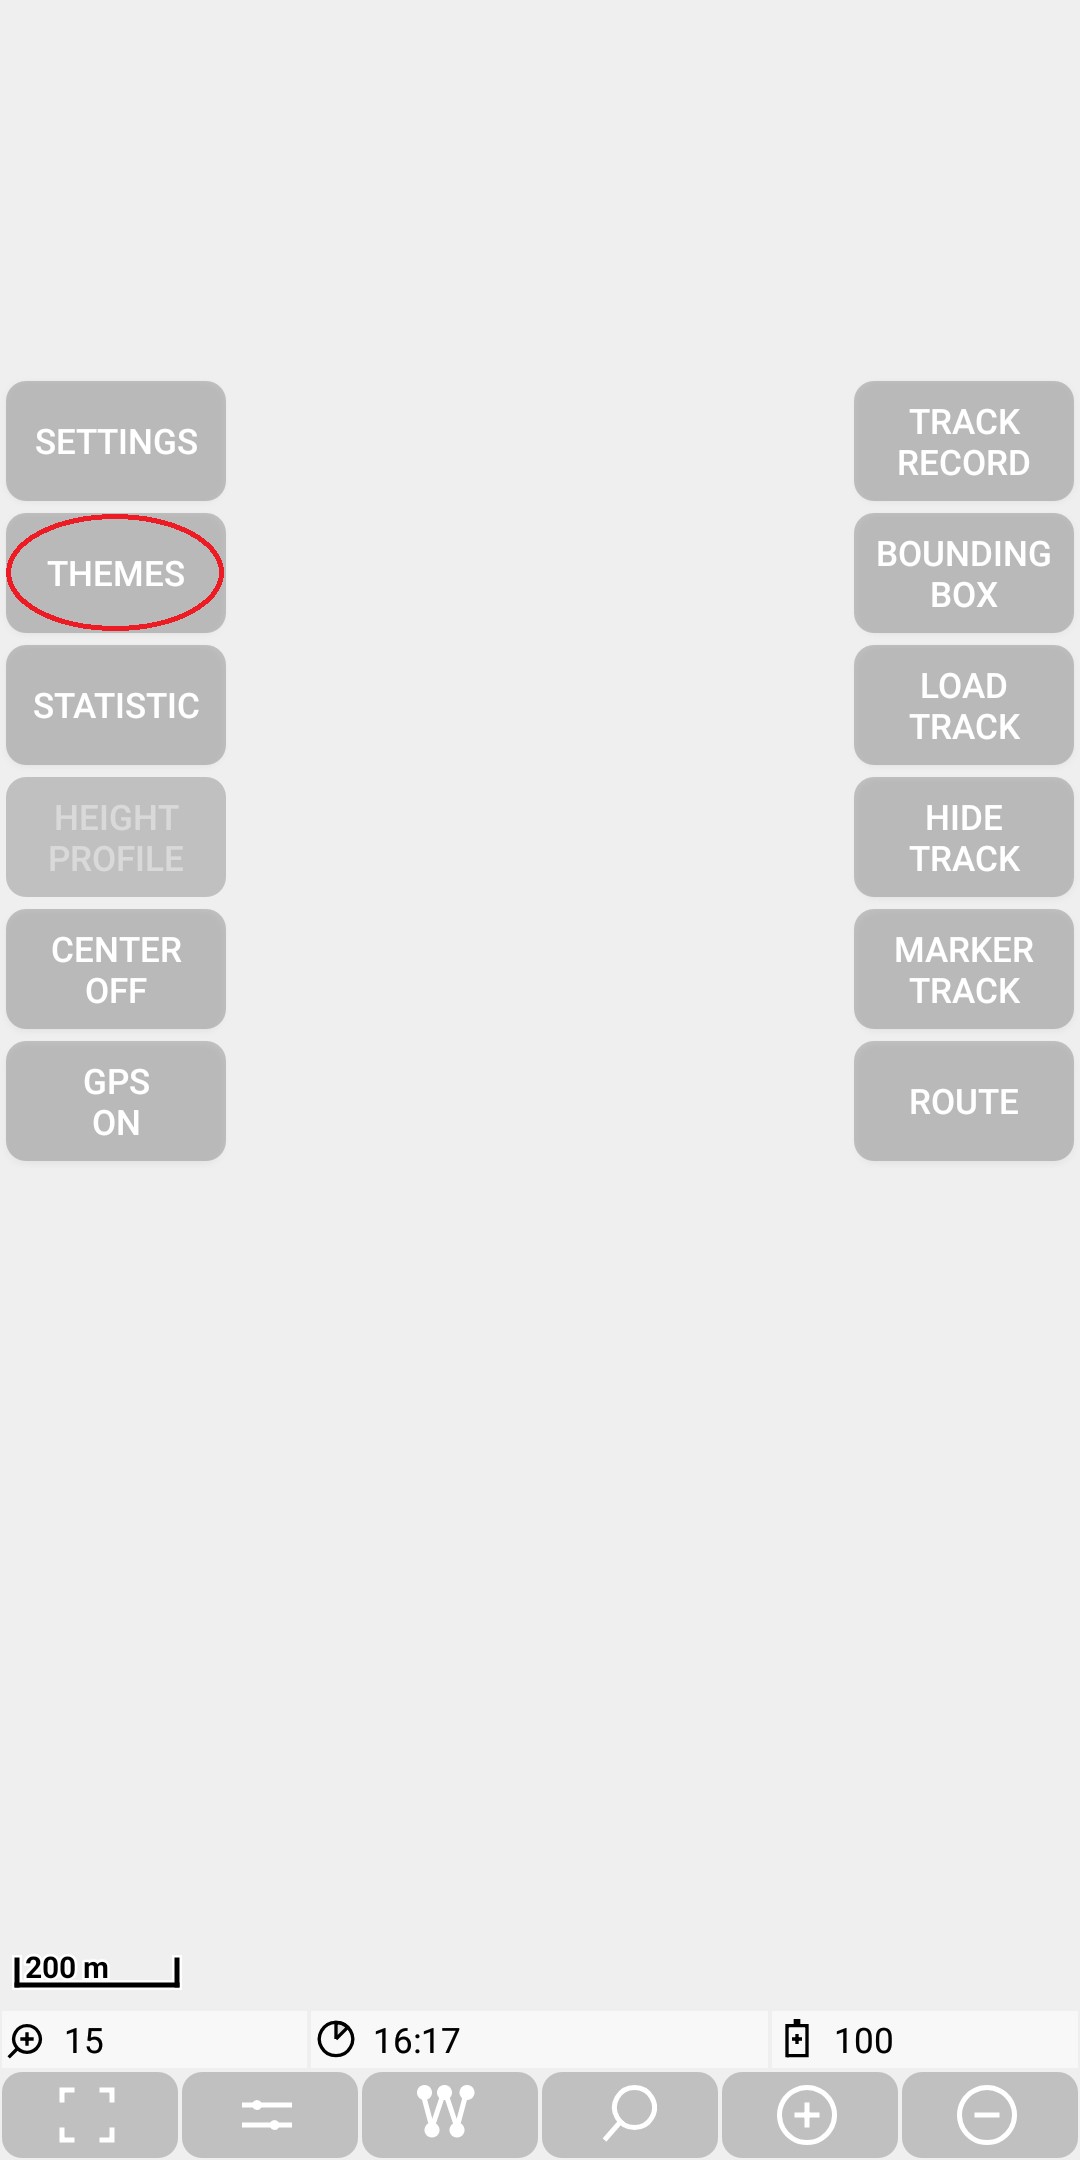 SETTINGS
THEMES
STATISTIC
HEIGHT
PROFILE
CENTER
OFF
GPS
ON
TRACK
RECORD
BOUNDING
BOX
LOAD
TRACK
HIDE
TRACK
MARKER
TRACK
ROUTE
200 m
15
16:17
100